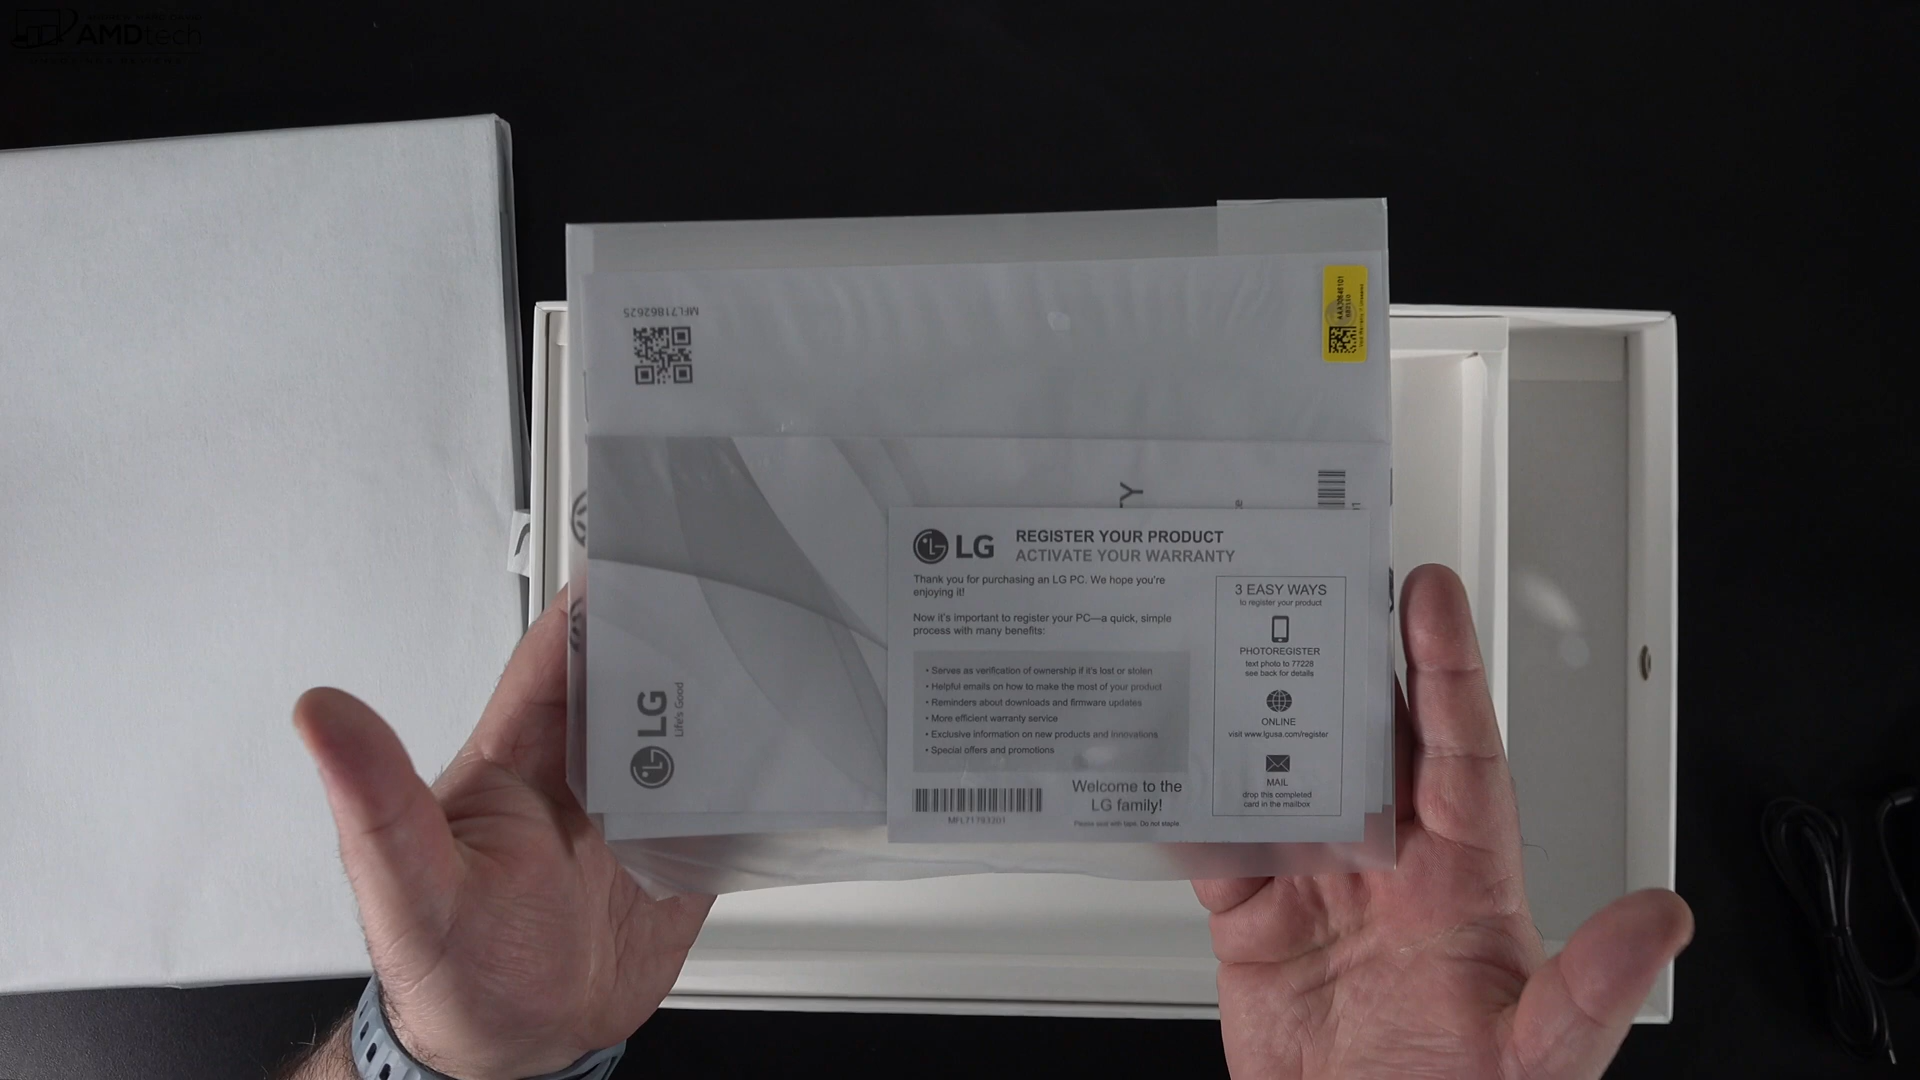 AMDtech
MFL71862625
AAA30646101
TY
LG
Life's Good
LG
REGISTER YOUR PRODUCT
ACTIVATE YOUR WARRANTY
Thank you for purchasing an LG PC. We hope you're
enjoying it!
Now it's important to register your PC—a quick, simple
process with many benefits:
• Serves as verification of ownership if it's lost or stolen
• Helpful emails on how to make the most of your product
• Reminders about downloads and firmware updates
• More efficient warranty service
• Exclusive information on new products and innovations
• Special offers and promotions
MFL71793201
Welcome to the
LG family!
Please seal with tape. Do not staple.
3 EASY WAYS
to register your product
PHOTOREGISTER
text photo to 77228
see back for details
ONLINE
visit www.lgusa.com/register
MAIL
drop this completed
card in the mailbox